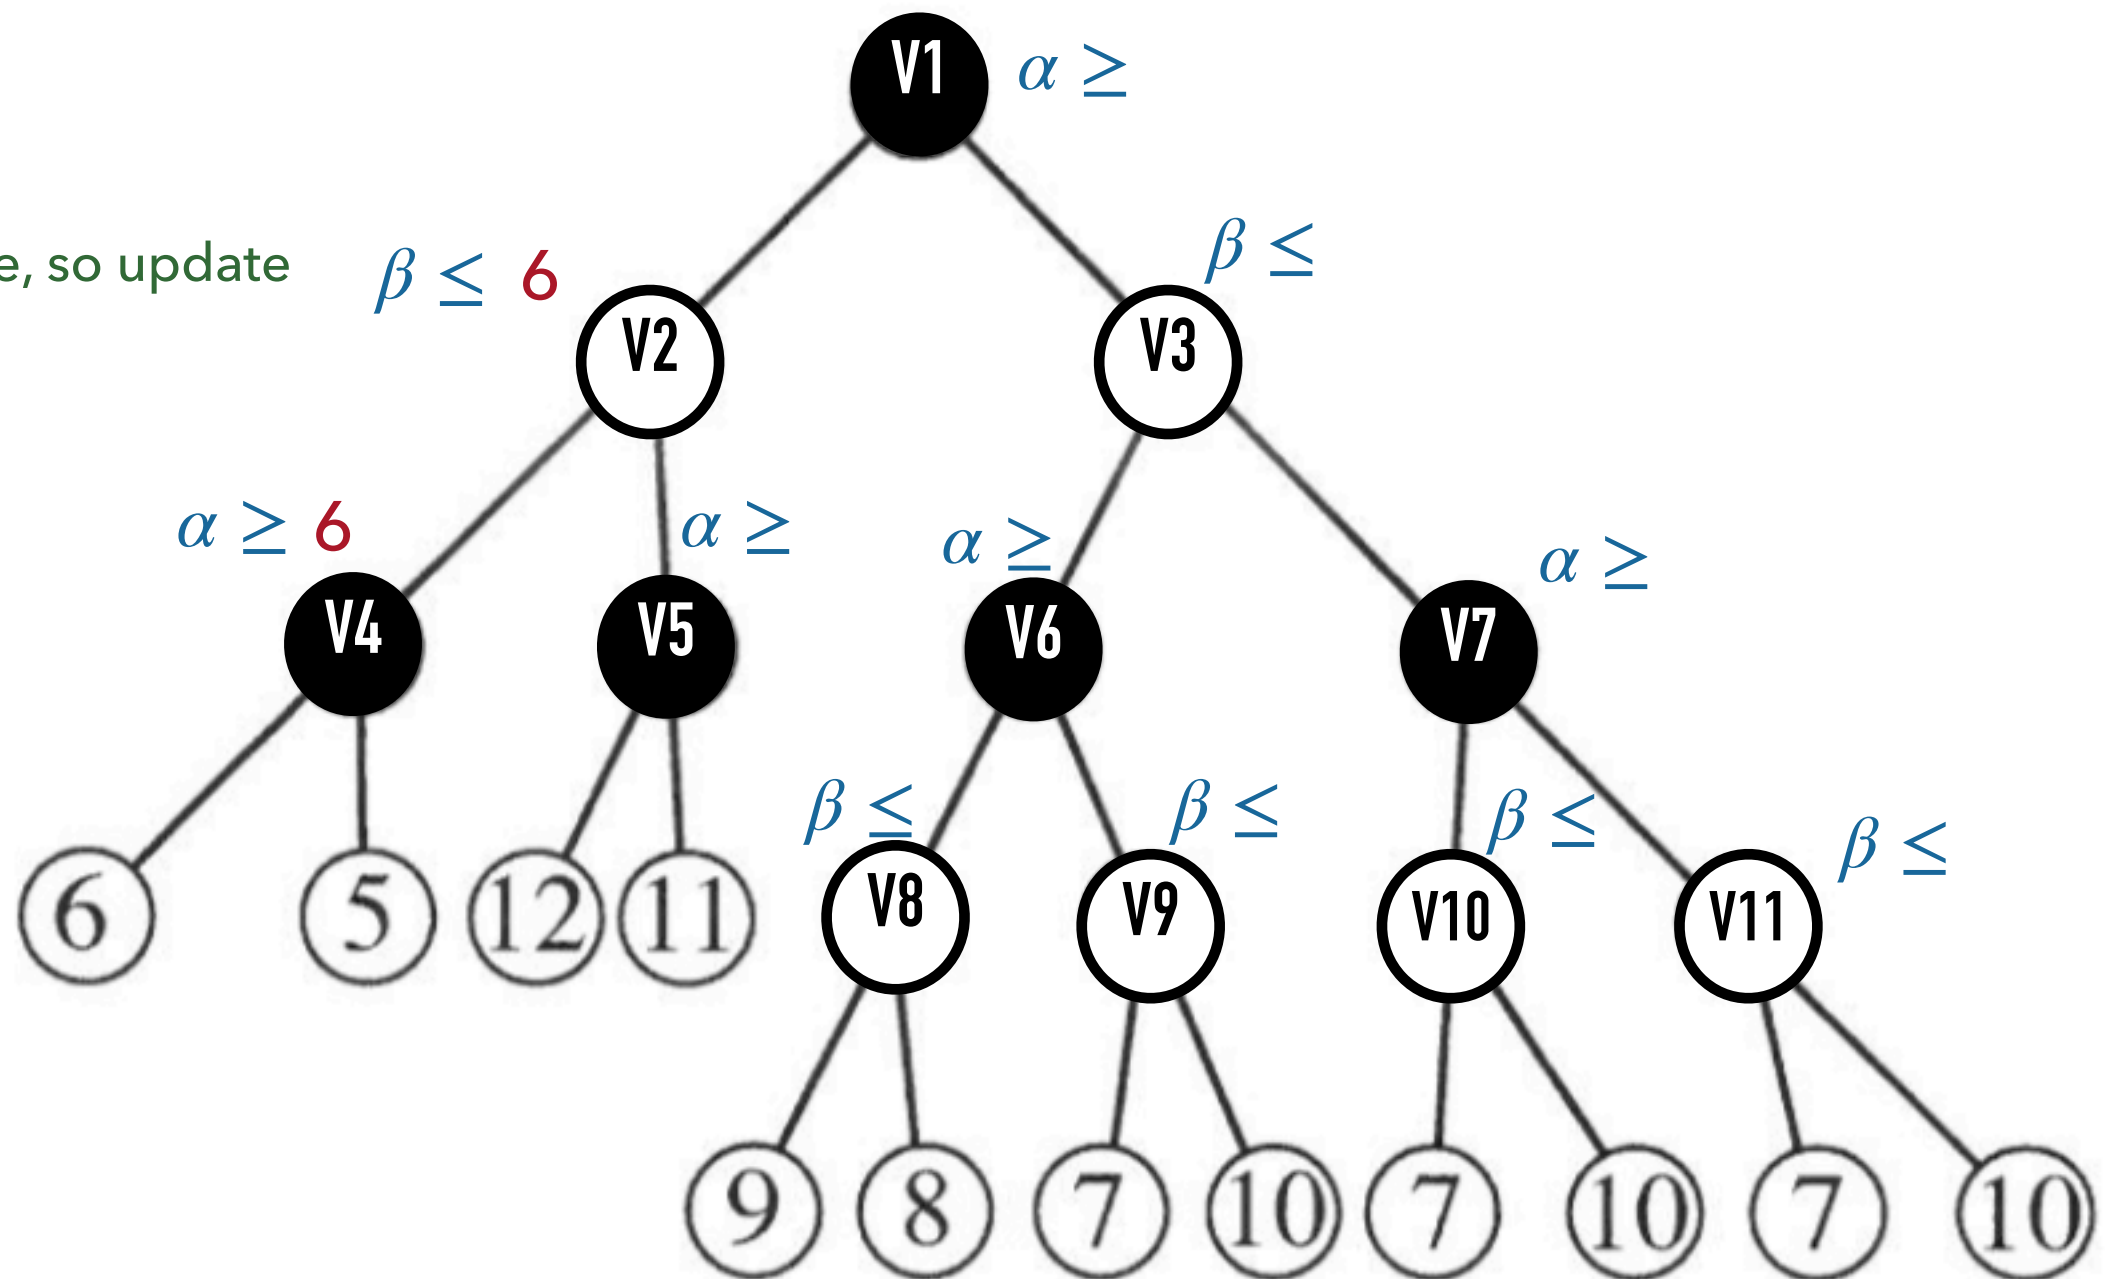 V1 α ≥
e, so update β ≤ 6 β ≤
V2 V3
α ≥ 6 α ≥ α ≥ α ≥
V4 V5 V6 V7
β ≤ β ≤ β ≤ β ≤
6 5 12 11 V8 V9 V10 V11
9 8 7 10 7 10 7 10